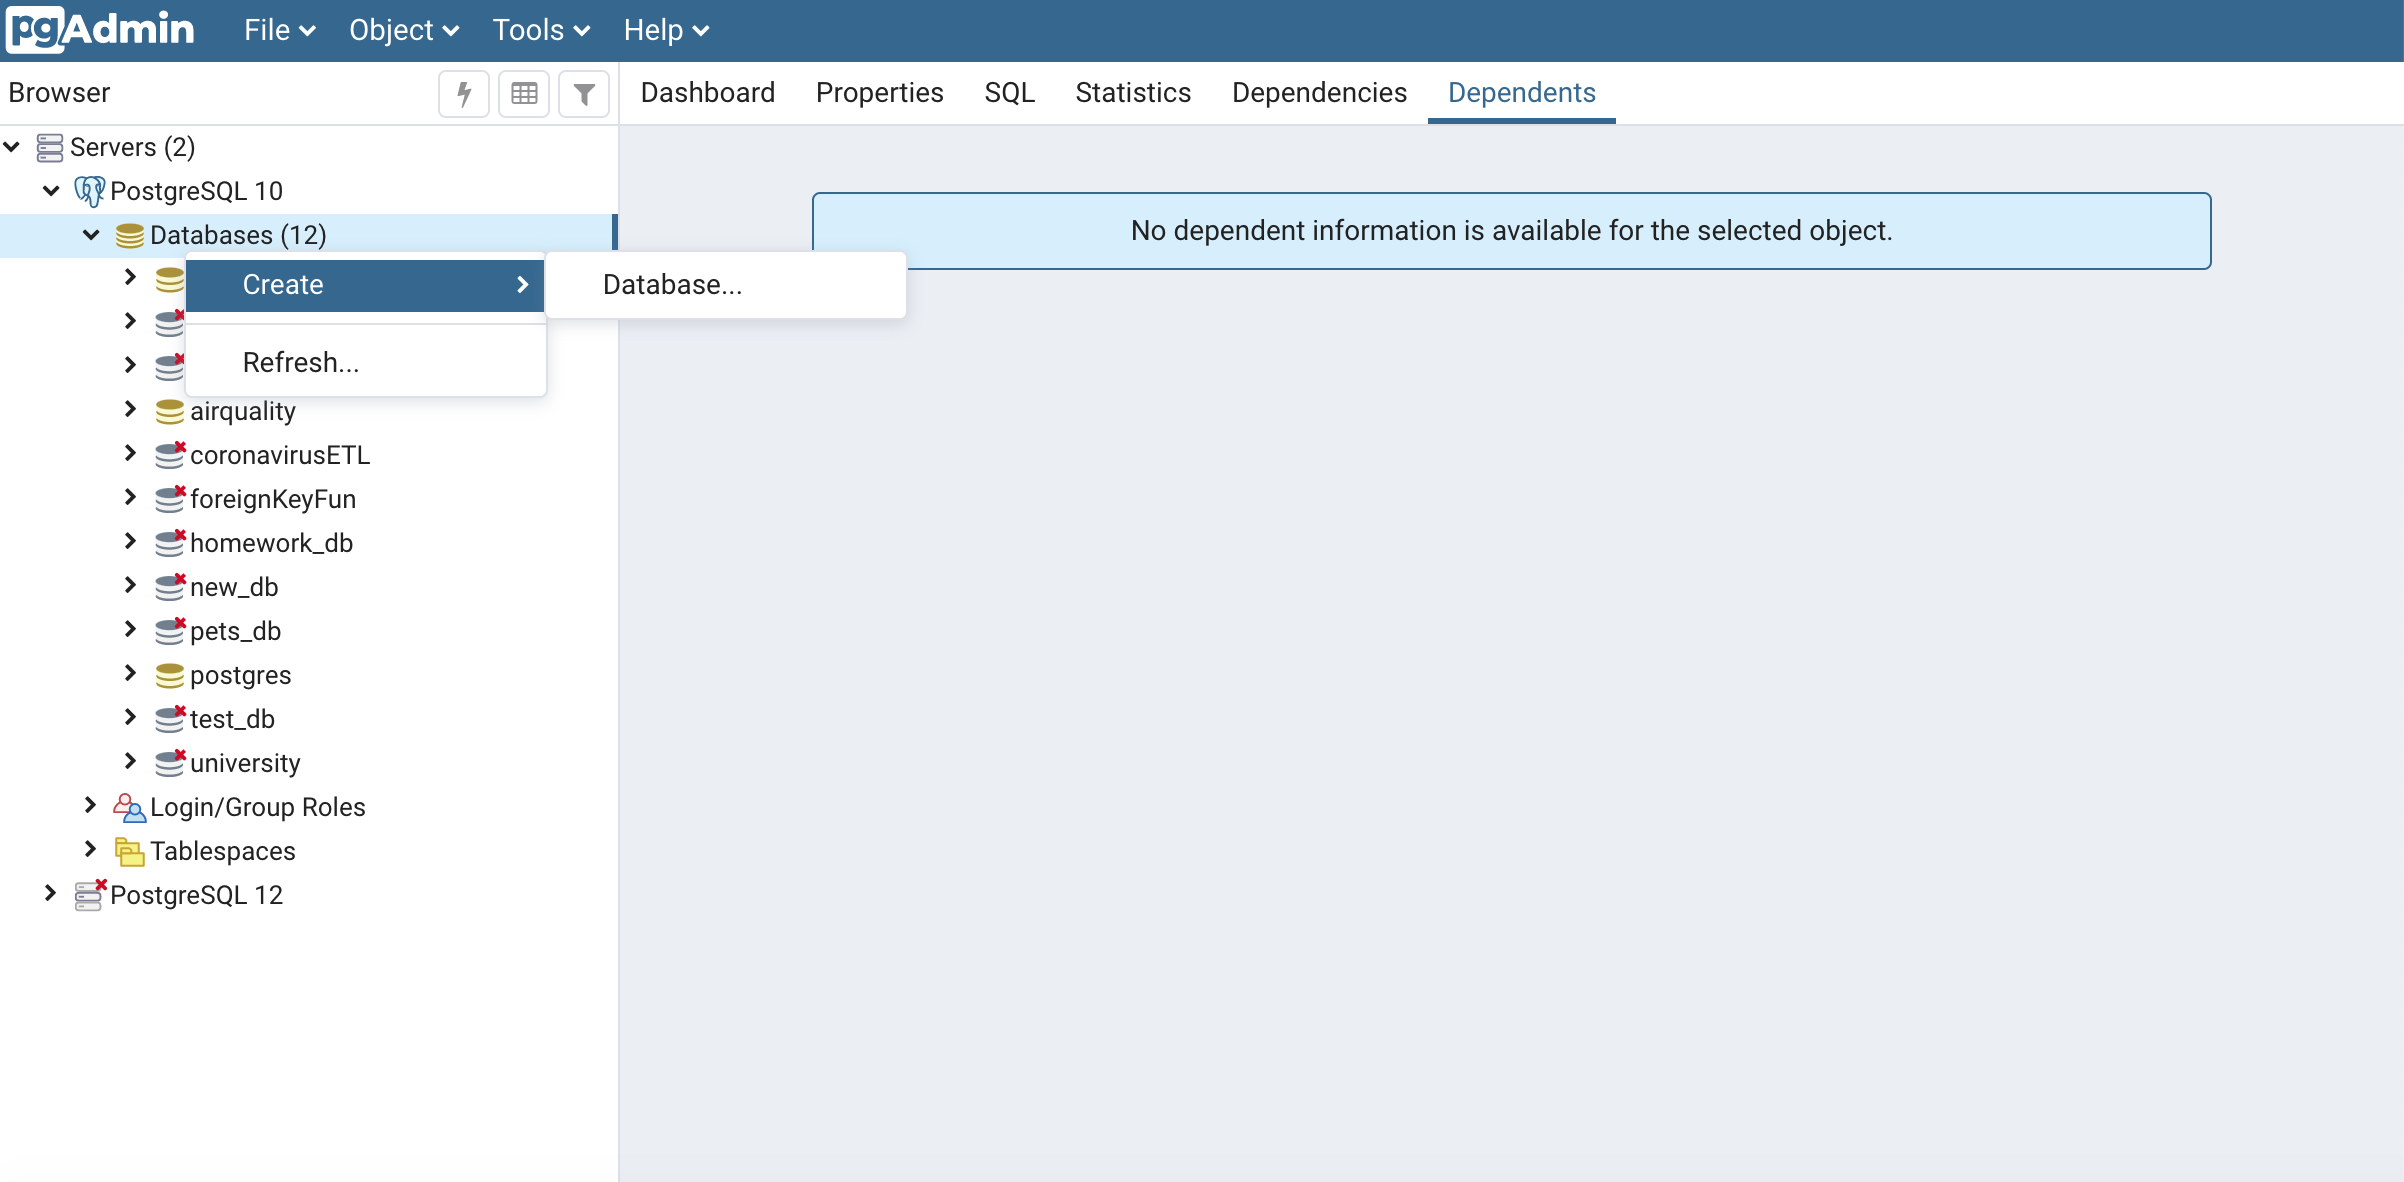 pgAdmin File Object Tools Help
Browser
Dashboard Properties SQL Statistics Dependencies Dependents
Servers (2)
PostgreSQL 10
Databases (12)
Create
Database...
Refresh...
airquality
coronavirusETL
foreignKeyFun
homework_db
new_db
pets_db
postgres
test_db
university
Login/Group Roles
Tablespaces
PostgreSQL 12
No dependent information is available for the selected object.